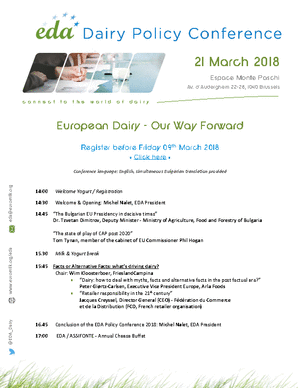 eda Dairy Policy Conference
21 March 2018
Espace Monte Paschi
Av. d'Auderghem 22-28, 1040 Brussels
connect to the world of dairy
European Dairy - Our Way Forward
Register before Friday 09th March 2018
• Click here •
Conference language: English, simultaneous Bulgarian translation provided
14:00 Welcome Yogurt / Registration
14:30 Welcome & Opening: Michel Nalet, EDA President
14:45 "The Bulgarian EU Presidency in decisive times"
Dr. Tsvetan Dimitrov, Deputy Minister - Ministry of Agriculture, Food and Forestry of Bulgaria
"The state of play of CAP post 2020"
Tom Tynan, member of the cabinet of EU Commissioner Phil Hogan
15:30 Milk & Yogurt Break
15:45 Facts or Alternative Facts: what's driving dairy?
Chair: Wim Kloosterboer, FrieslandCampina
• "Dairy: how to deal with myths, facts and alternative facts in the post factual era?"
Peter Giørtz-Carlsen, Executive Vice President Europe, Arla Foods
• "Retailer responsibility in the 21st century"
Jacques Creyssel, Director General (CEO) - Fédération du Commerce
et de la Distribution (FCD, French retailer organisation)
16:45 Conclusion of the EDA Policy Conference 2018: Michel Nalet, EDA President
17:00 EDA / ASSIFONTE - Annual Cheese Buffet
eda@euromilk.org
www.euromilk.org/eda
@EDA_Dairy